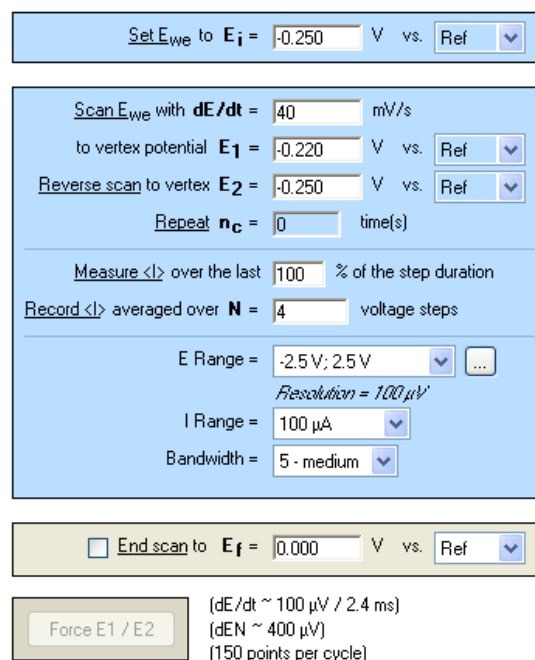 Set EWE to Ei = -0.250 V vs. Ref
Scan EWE with dE/dt = 40 mV/s
to vertex potential E1 = -0.220 V vs. Ref
Reverse scan to vertex E2 = -0.250 V vs. Ref
Repeat nc = 0 time(s)
Measure <I> over the last 100 % of the step duration
Record <I> averaged over N = 4 voltage steps
E Range = -2.5 V; 2.5 V ...
Resolution = 100 µV
I Range = 100 µA
Bandwidth = 5 - medium
End scan to Ef = 0.000 V vs. Ref
Force E1 / E2
(dE/dt ~ 100 µV / 2.4 ms)
(dEN ~ 400 µV)
(150 points per cycle)